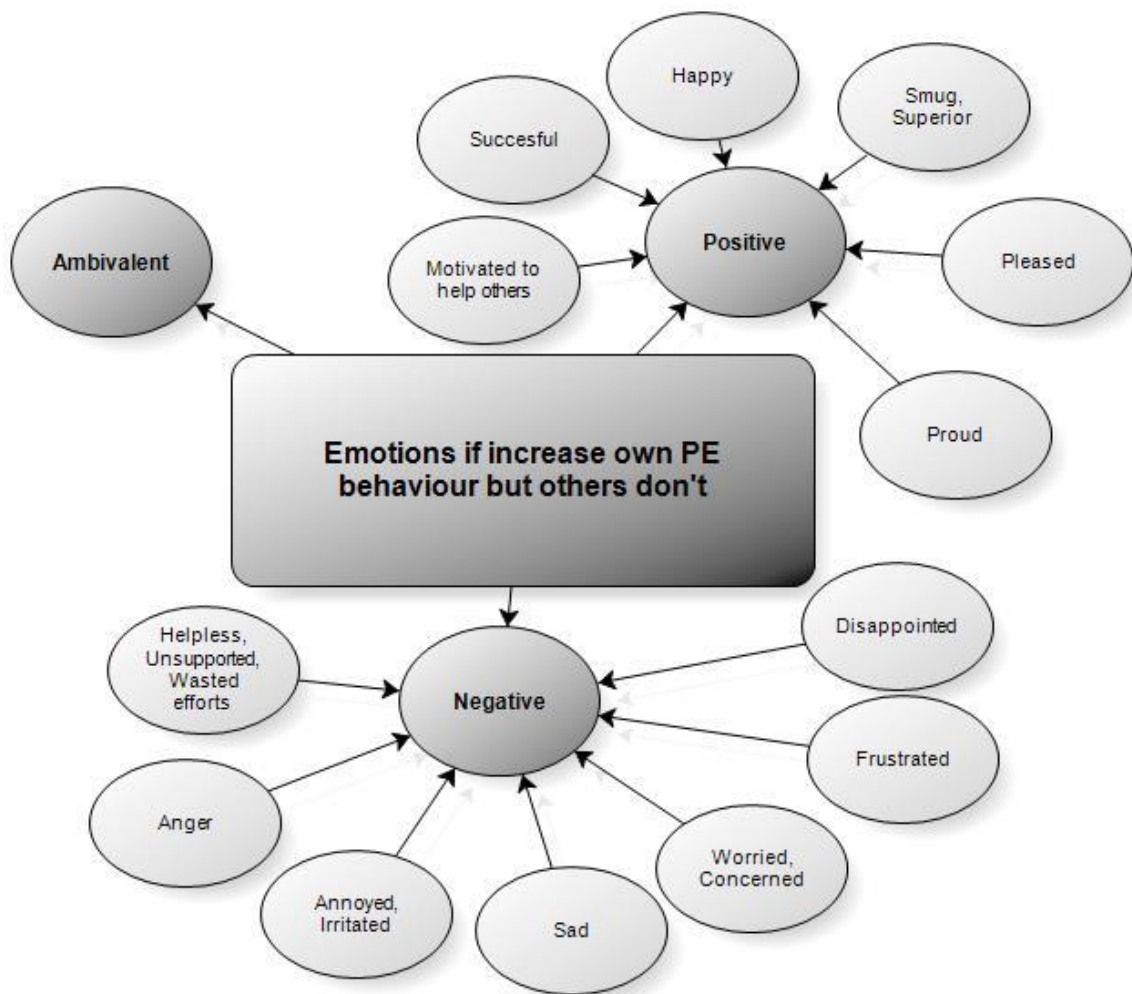 Happy
Smug,
Superior
Succesful
Ambivalent
Positive
Motivated to
help others
Pleased
Proud
Emotions if increase own PE
behaviour but others don't
Helpless,
Unsupported,
Wasted
efforts
Negative
Disappointed
Frustrated
Anger
Annoyed,
Irritated
Sad
Worried,
Concerned